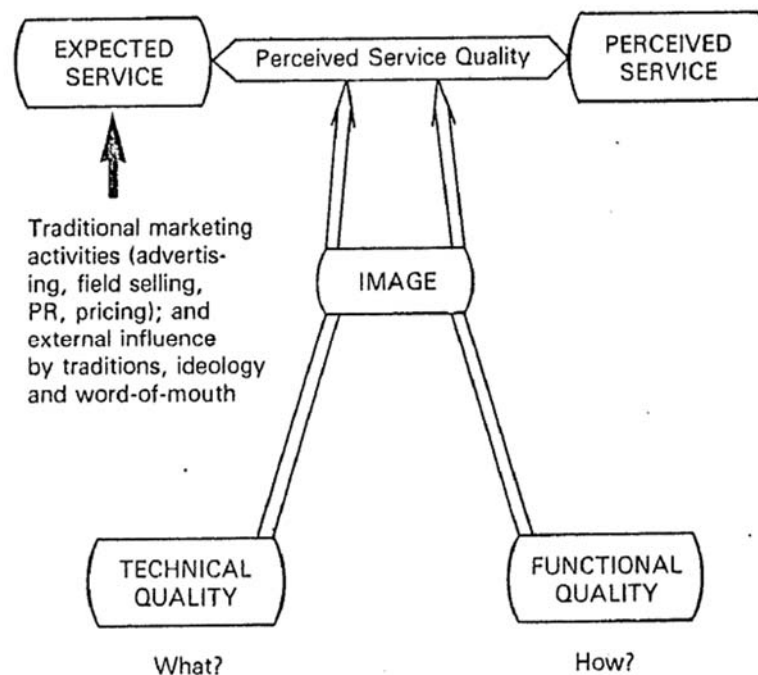 EXPECTED
SERVICE
Perceived Service Quality
PERCEIVED
SERVICE
Traditional marketing
activities (advertis-
ing, field selling,
PR, pricing); and
external influence
by traditions, ideology
and word-of-mouth
IMAGE
TECHNICAL
QUALITY
FUNCTIONAL
QUALITY
What?
How?